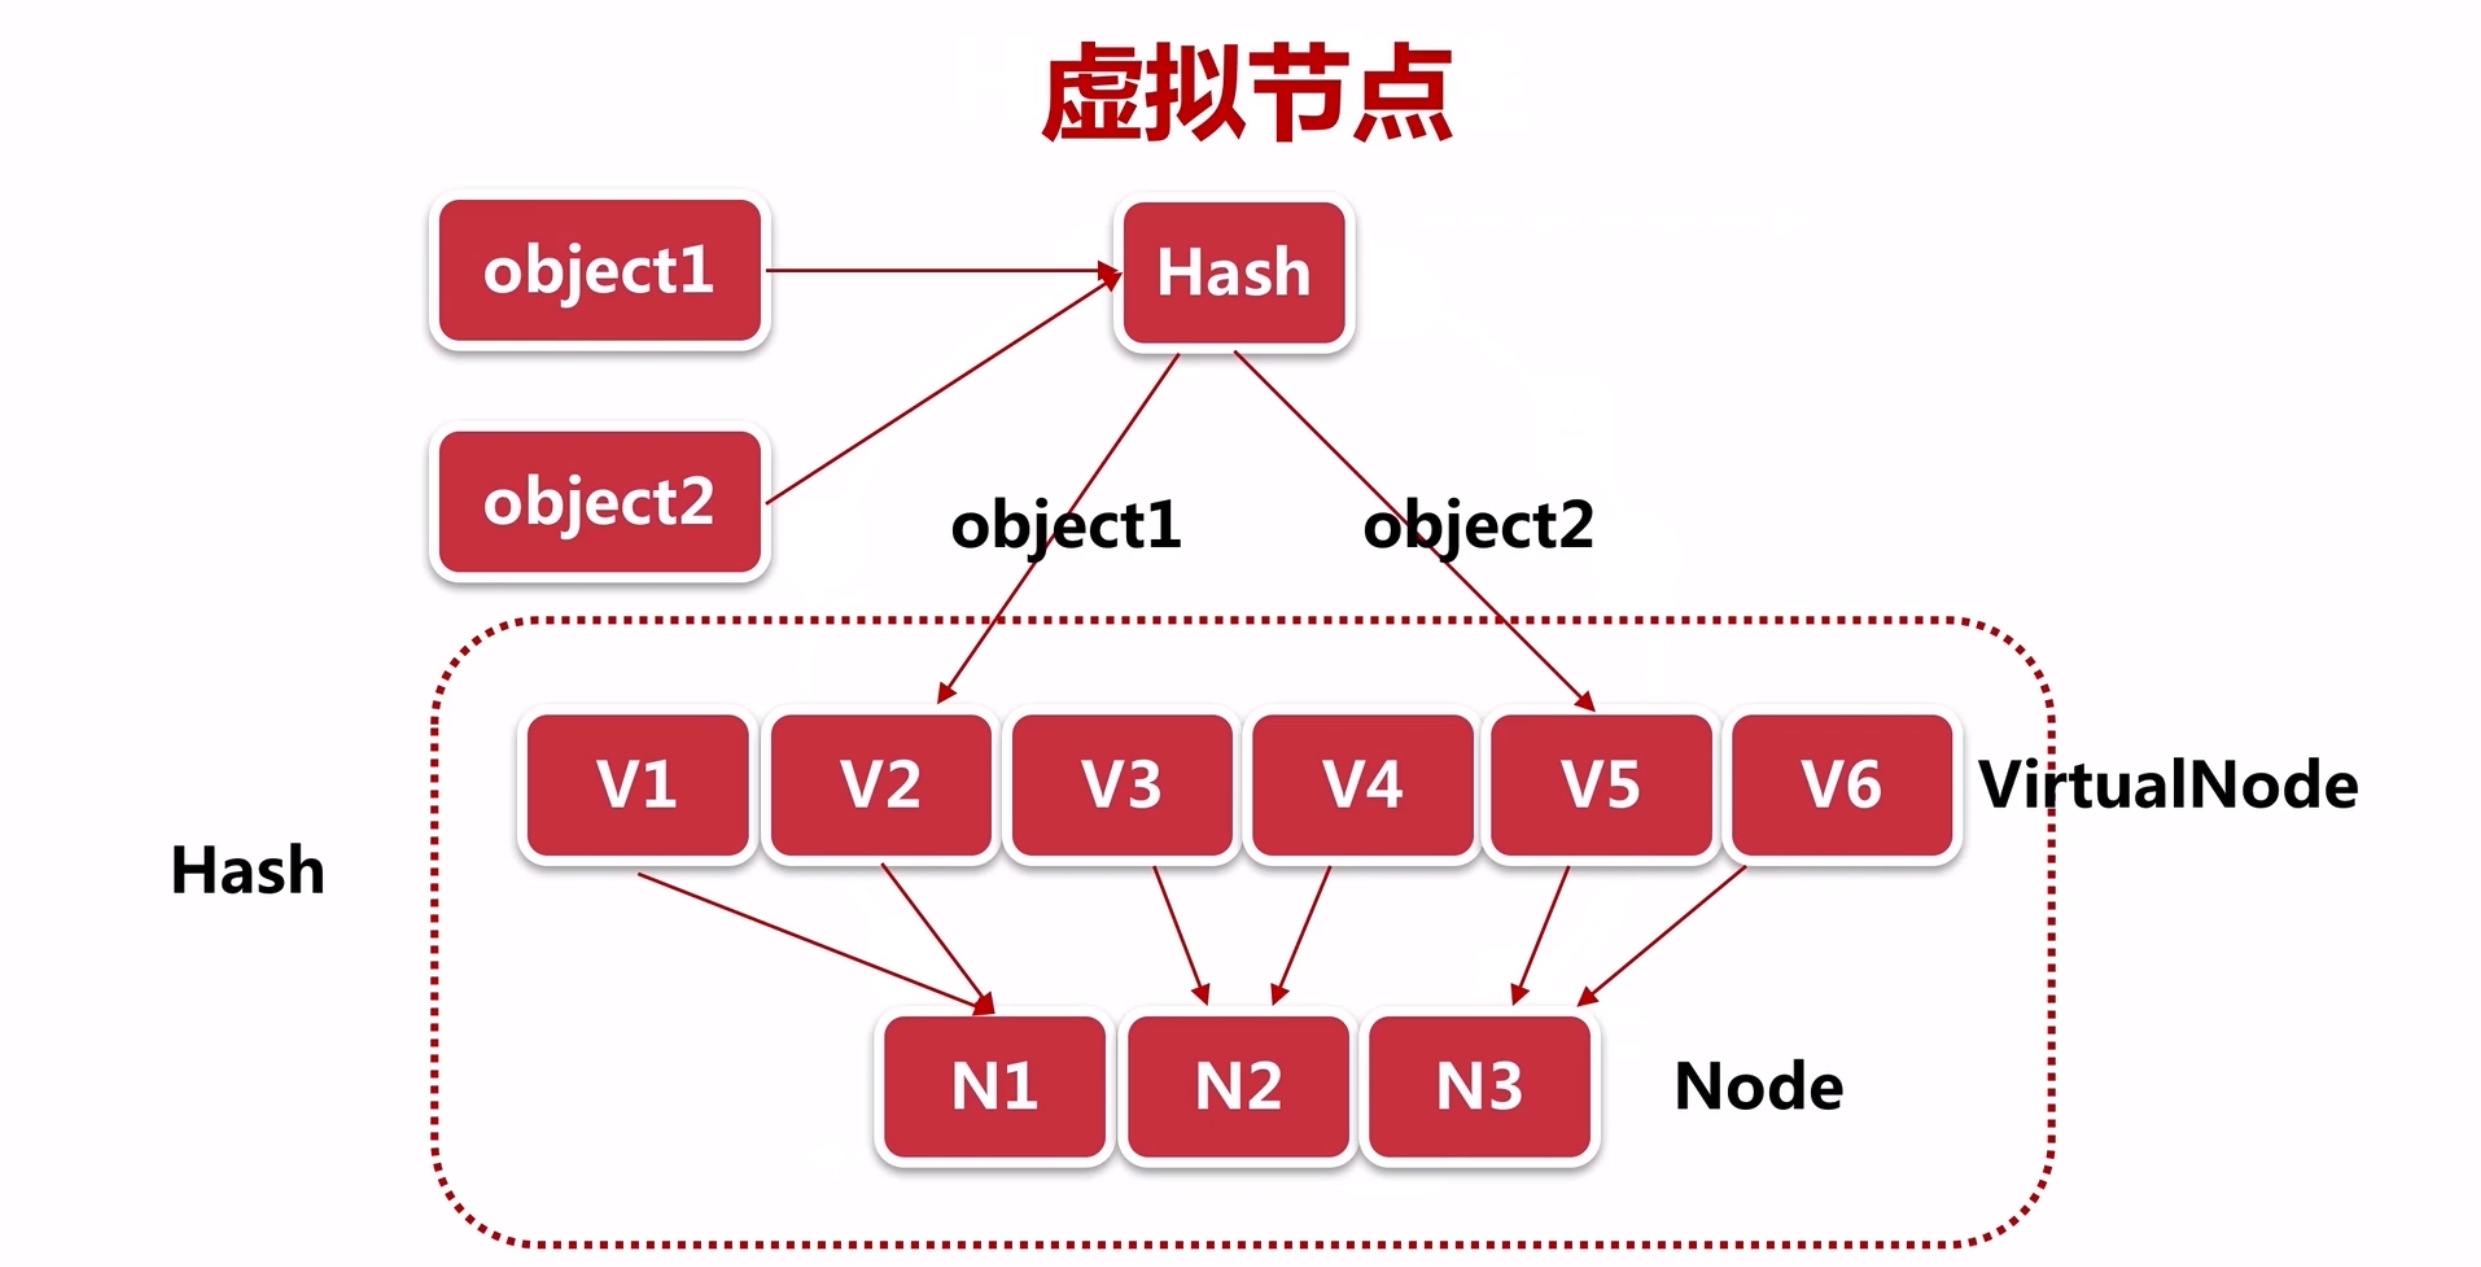 虚拟节点
object1
Hash
object2
object1
object2
V1
V2
V3
V4
V5
V6
VirtualNode
Hash
N1
N2
N3
Node